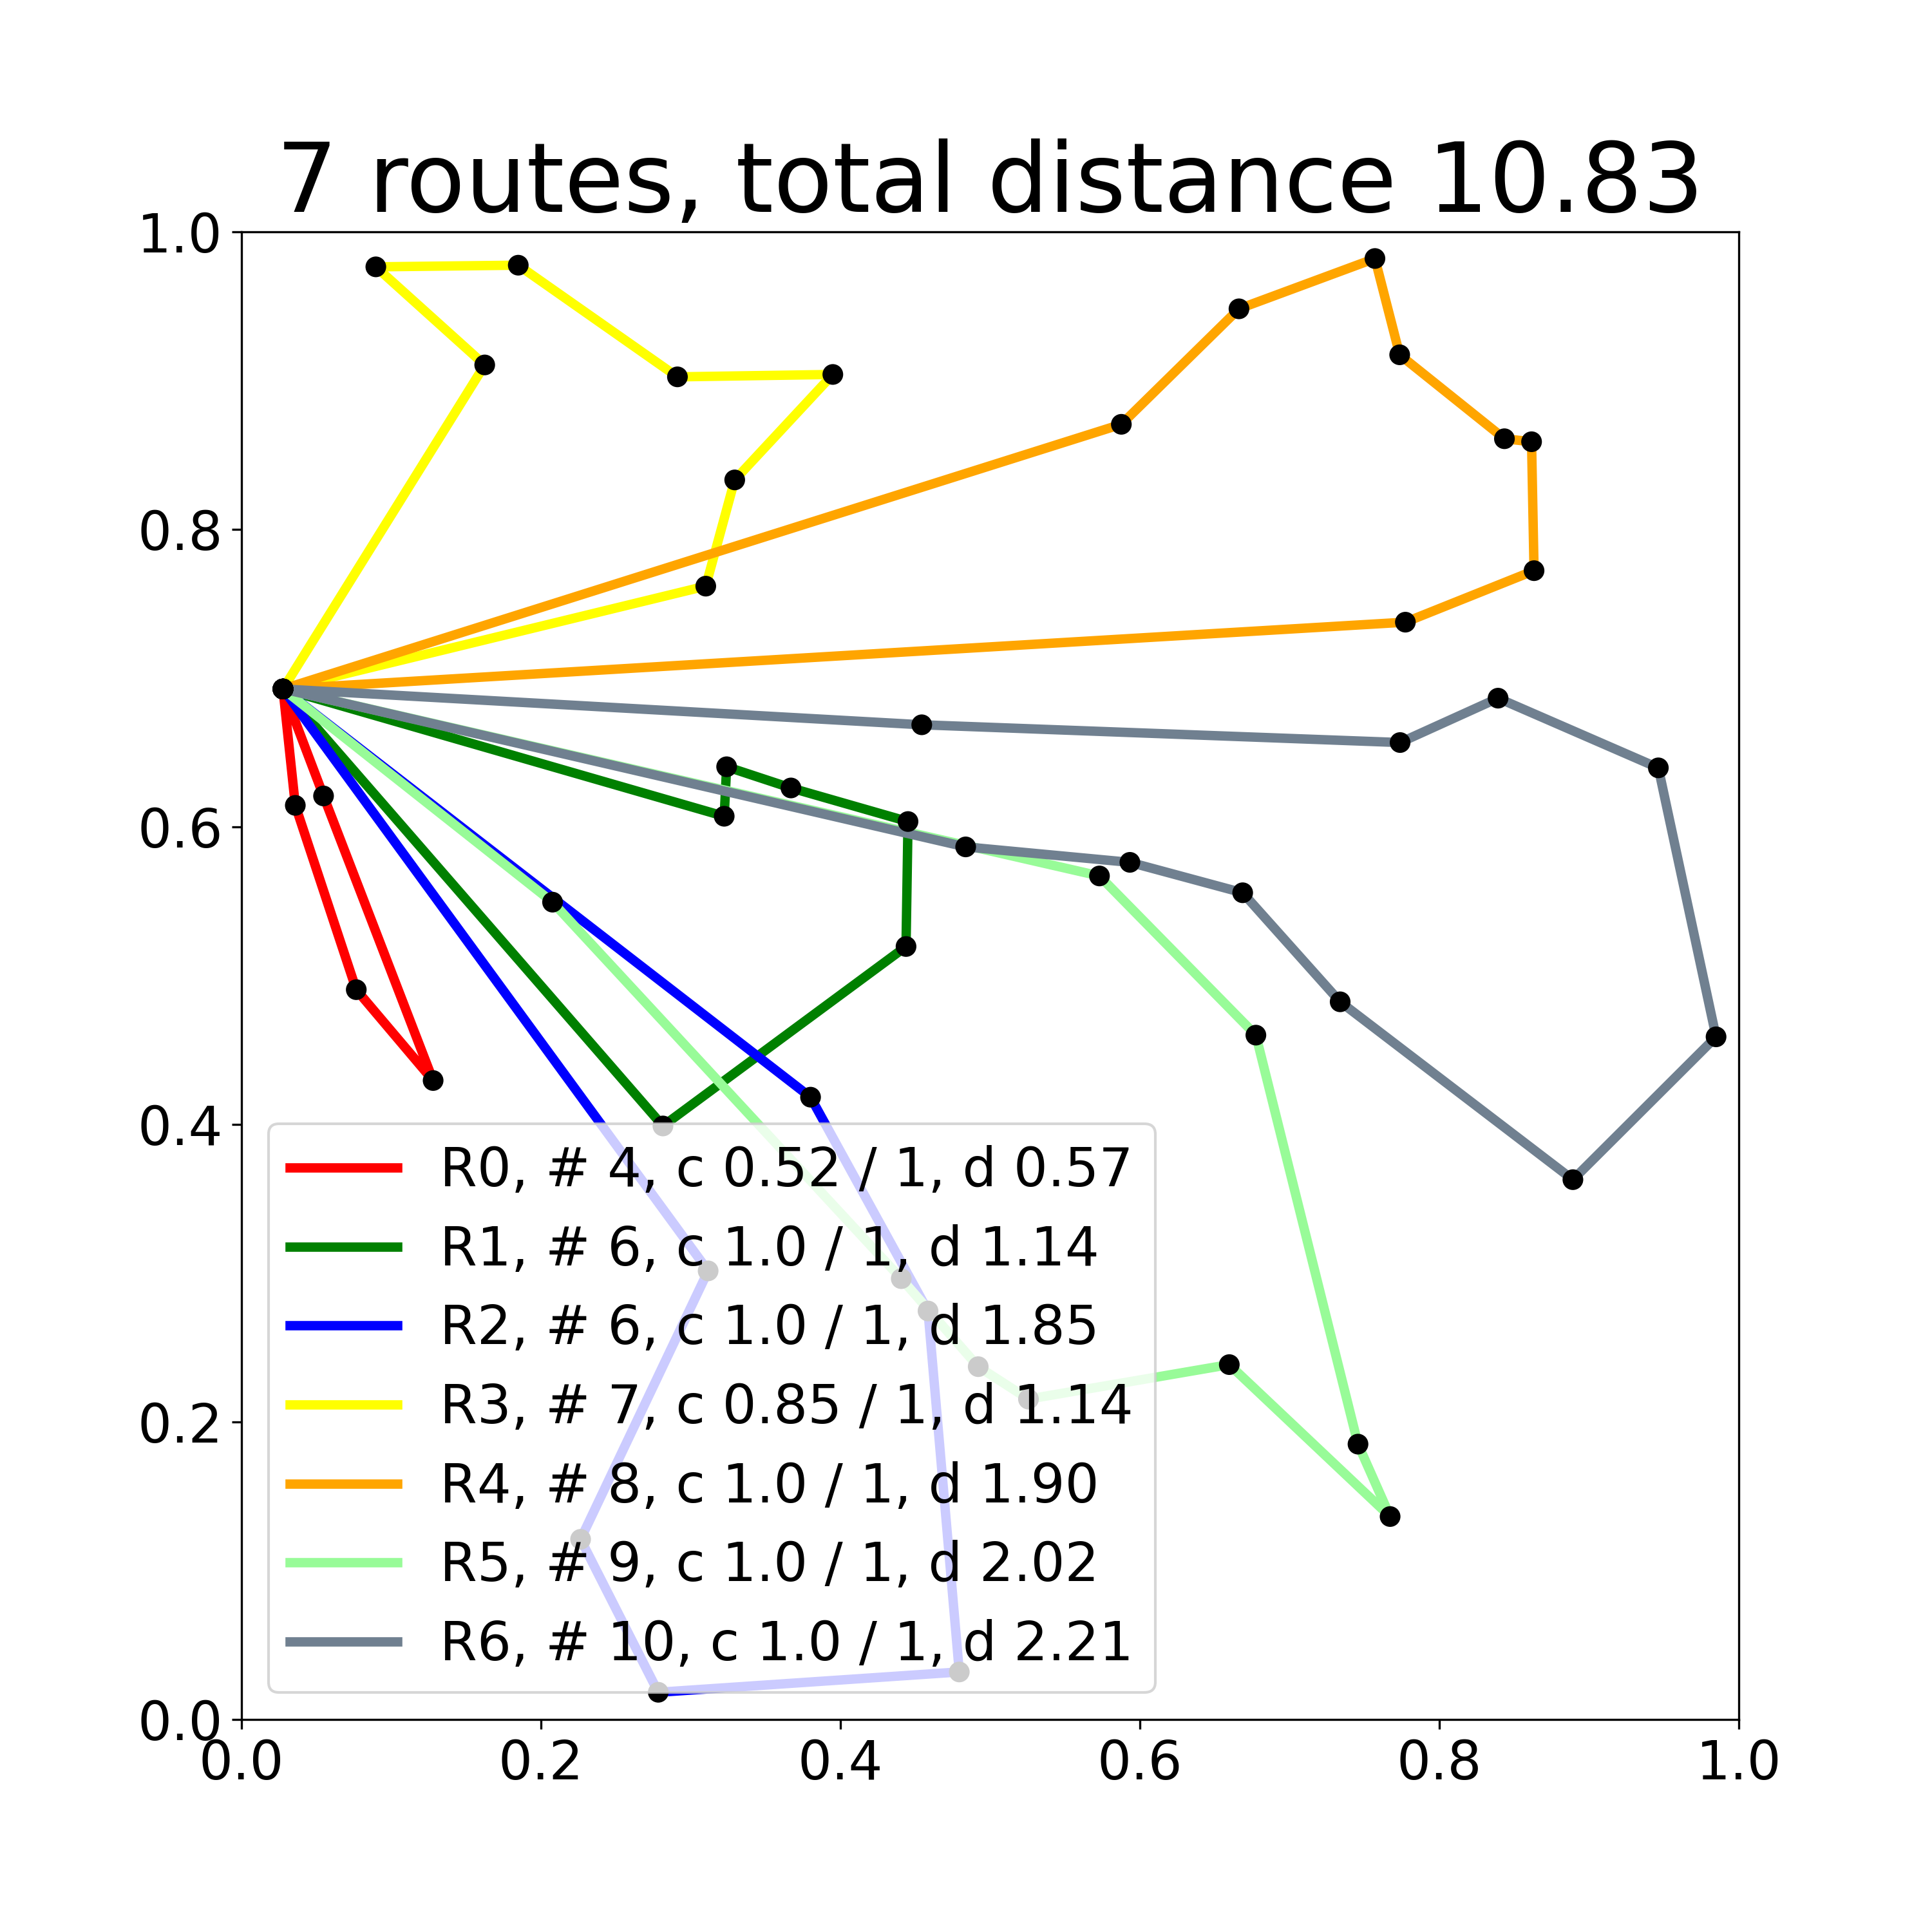 7 routes, total distance 10.83
1.0
0.8
0.6
0.4
0.2
0.0
R0, # 4, c 0.52 / 1, d 0.57
R1, # 6, c 1.0 / 1, d 1.14
R2, # 6, c 1.0 / 1, d 1.85
R3, # 7, c 0.85 / 1, d 1.14
R4, # 8, c 1.0 / 1, d 1.90
R5, # 9, c 1.0 / 1, d 2.02
R6, # 10, c 1.0 / 1, d 2.21
0.0 0.2 0.4 0.6 0.8 1.0